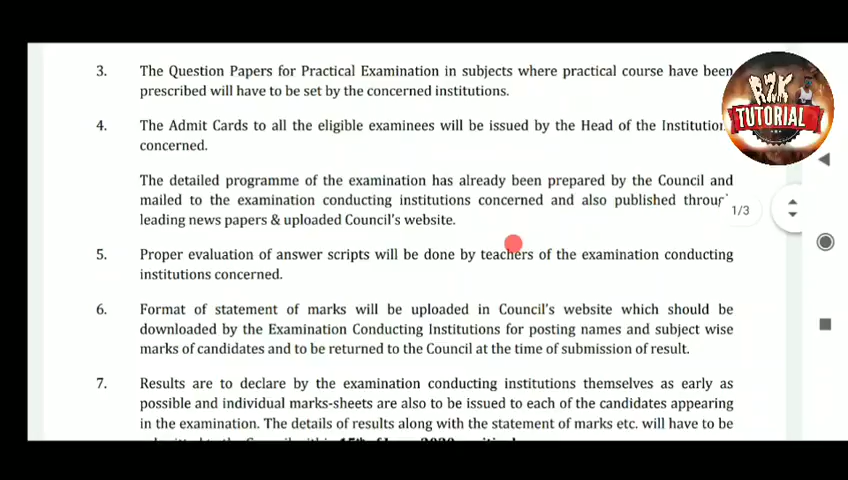 3. The Question Papers for Practical Examination in subjects where practical course have been
prescribed will have to be set by the concerned institutions.
4. The Admit Cards to all the eligible examinees will be issued by the Head of the Institution
concerned.
The detailed programme of the examination has already been prepared by the Council and
mailed to the examination conducting institutions concerned and also published throug
leading news papers & uploaded Council's website.
5. Proper evaluation of answer scripts will be done by teachers of the examination conducting
institutions concerned.
6. Format of statement of marks will be uploaded in Council's website which should be
downloaded by the Examination Conducting Institutions for posting names and subject wise
marks of candidates and to be returned to the Council at the time of submission of result.
7. Results are to declare by the examination conducting institutions themselves as early as
possible and individual marks-sheets are also to be issued to each of the candidates appearing
in the examination. The details of results along with the statement of marks etc. will have to be
RZK
TUTORIAL
1/3